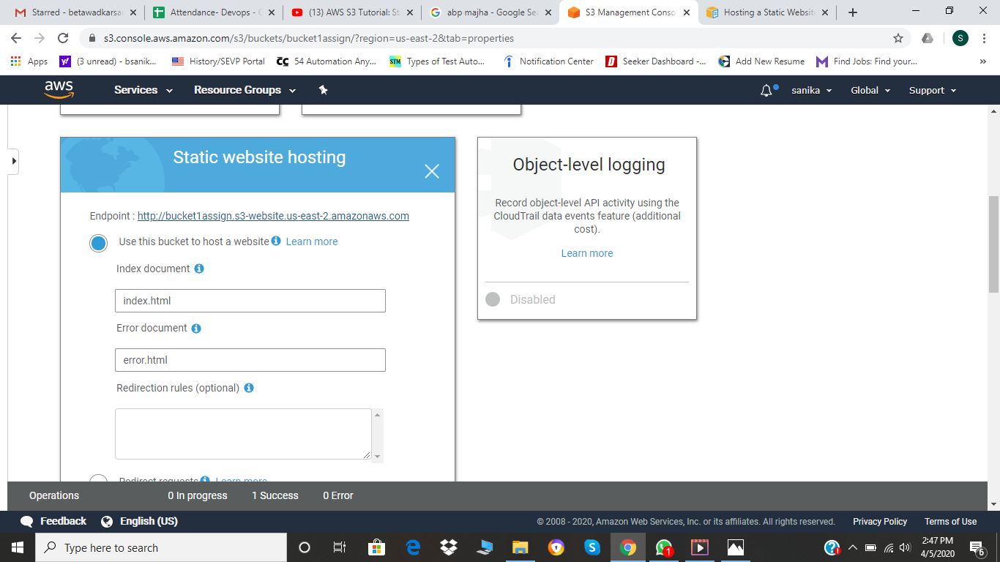 Starred - betawadkarsa
Attendance- Devops - G
(13) AWS S3 Tutorial: St
abp majha - Google Sea
S3 Management Conso
Hosting a Static Websit
s3.console.aws.amazon.com/s3/buckets/bucket1assign/?region=us-east-2&tab=properties
S
Apps
(3 unread) - bsanik...
History/SEVP Portal
54 Automation Any...
STM Types of Test Auto...
Notification Center
Seeker Dashboard -...
Add New Resume
Find Jobs: Find your...
aws
Services
Resource Groups
sanika
Global
Support
Static website hosting
Endpoint : http://bucket1assign.s3-website.us-east-2.amazonaws.com
Use this bucket to host a website Learn more
Index document
index.html
Error document
error.html
Redirection rules (optional)
Redirect requests Learn more
Object-level logging
Record object-level API activity using the
CloudTrail data events feature (additional
cost).
Learn more
Disabled
Operations
0 In progress
1 Success
0 Error
Feedback
English (US)
© 2008 - 2020, Amazon Web Services, Inc. or its affiliates. All rights reserved.
Privacy Policy
Terms of Use
Type here to search
1
2:47 PM
4/5/2020
6